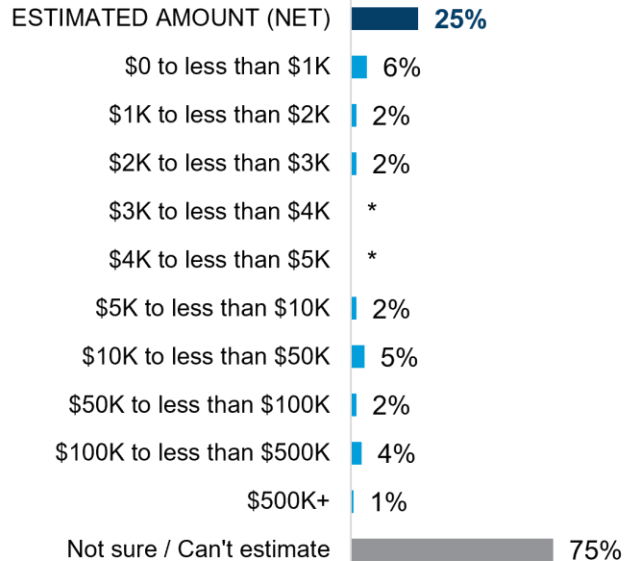 ESTIMATED AMOUNT (NET) 25%
$0 to less than $1K 6%
$1K to less than $2K 2%
$2K to less than $3K 2%
$3K to less than $4K *
$4K to less than $5K *
$5K to less than $10K 2%
$10K to less than $50K 5%
$50K to less than $100K 2%
$100K to less than $500K 4%
$500K+ 1%
Not sure / Can't estimate 75%